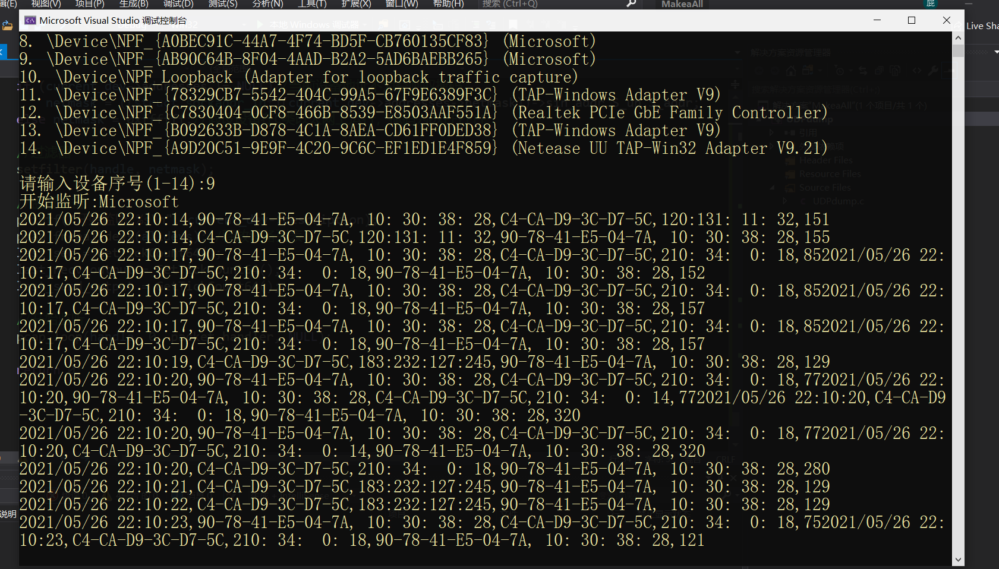 辑(E) 视图(V) 项目(P) 生成(B) 调试(D) 测试(S) 分析(N) 工具(T) 扩展(X) 窗口(W) 帮助(H) 搜索 (Ctrl+Q) MakeaAll 屁
Microsoft Visual Studio 调试控制台
Live Sha
8. \Device\NPF_{A0BEC91C-44A7-4F74-BD5F-CB760135CF83} (Microsoft)
9. \Device\NPF_{AB90C64B-8F04-4AAD-B2A2-5AD6BAEBB265} (Microsoft)
10. \Device\NPF_Loopback (Adapter for loopback traffic capture)
11. \Device\NPF_{78329CB7-5542-404C-99A5-67F9E6389F3C} (TAP-Windows Adapter V9)
12. \Device\NPF_{C7830404-0CF8-466B-8539-E8503AAF551A} (Realtek PCIe GbE Family Controller)
13. \Device\NPF_{B092633B-D878-4C1A-8AEA-CD61FF0DED38} (TAP-Windows Adapter V9)
14. \Device\NPF_{A9D20C51-9E9F-4C20-9C6C-EF1ED1E4F859} (Netease UU TAP-Win32 Adapter V9.21)
请输入设备序号(1-14):9
开始监听:Microsoft
2021/05/26 22:10:14,90-78-41-E5-04-7A, 10: 30: 38: 28,C4-CA-D9-3C-D7-5C,120:131: 11: 32,151
2021/05/26 22:10:14,C4-CA-D9-3C-D7-5C,120:131: 11: 32,90-78-41-E5-04-7A, 10: 30: 38: 28,155
2021/05/26 22:10:17,90-78-41-E5-04-7A, 10: 30: 38: 28,C4-CA-D9-3C-D7-5C,210: 34:  0: 18,852021/05/26 22:
10:17,C4-CA-D9-3C-D7-5C,210: 34:  0: 18,90-78-41-E5-04-7A, 10: 30: 38: 28,152
2021/05/26 22:10:17,90-78-41-E5-04-7A, 10: 30: 38: 28,C4-CA-D9-3C-D7-5C,210: 34:  0: 18,852021/05/26 22:
10:17,C4-CA-D9-3C-D7-5C,210: 34:  0: 18,90-78-41-E5-04-7A, 10: 30: 38: 28,157
2021/05/26 22:10:17,90-78-41-E5-04-7A, 10: 30: 38: 28,C4-CA-D9-3C-D7-5C,210: 34:  0: 18,852021/05/26 22:
10:17,C4-CA-D9-3C-D7-5C,210: 34:  0: 18,90-78-41-E5-04-7A, 10: 30: 38: 28,157
2021/05/26 22:10:19,C4-CA-D9-3C-D7-5C,183:232:127:245,90-78-41-E5-04-7A, 10: 30: 38: 28,129
2021/05/26 22:10:20,90-78-41-E5-04-7A, 10: 30: 38: 28,C4-CA-D9-3C-D7-5C,210: 34:  0: 18,772021/05/26 22:
10:20,90-78-41-E5-04-7A, 10: 30: 38: 28,C4-CA-D9-3C-D7-5C,210: 34:  0: 14,772021/05/26 22:10:20,C4-CA-D9
-3C-D7-5C,210: 34:  0: 18,90-78-41-E5-04-7A, 10: 30: 38: 28,320
2021/05/26 22:10:20,90-78-41-E5-04-7A, 10: 30: 38: 28,C4-CA-D9-3C-D7-5C,210: 34:  0: 18,772021/05/26 22:
10:20,C4-CA-D9-3C-D7-5C,210: 34:  0: 14,90-78-41-E5-04-7A, 10: 30: 38: 28,320
2021/05/26 22:10:20,C4-CA-D9-3C-D7-5C,210: 34:  0: 18,90-78-41-E5-04-7A, 10: 30: 38: 28,280
2021/05/26 22:10:21,C4-CA-D9-3C-D7-5C,183:232:127:245,90-78-41-E5-04-7A, 10: 30: 38: 28,129
2021/05/26 22:10:22,C4-CA-D9-3C-D7-5C,183:232:127:245,90-78-41-E5-04-7A, 10: 30: 38: 28,129
2021/05/26 22:10:23,90-78-41-E5-04-7A, 10: 30: 38: 28,C4-CA-D9-3C-D7-5C,210: 34:  0: 18,752021/05/26 22:
10:23,C4-CA-D9-3C-D7-5C,210: 34:  0: 18,90-78-41-E5-04-7A, 10: 30: 38: 28,121
说明
解决方案资源管理器
引用
Header Files
Resource Files
Source Files
UDPdump.c
setfilter(handle, netmask);